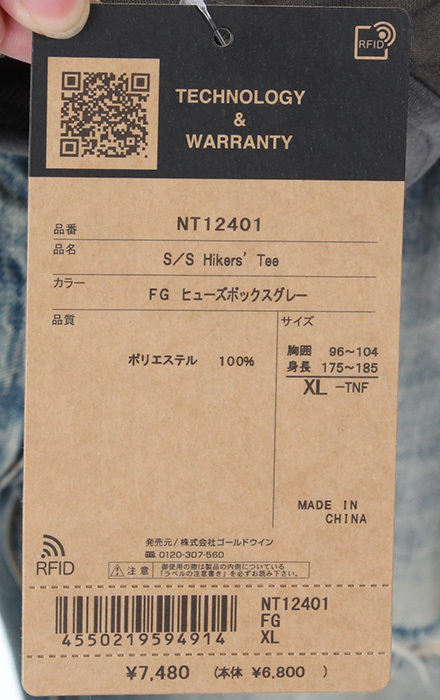 RFID
TECHNOLOGY
&
WARRANTY
品番 NT12401
品名 S/S Hikers' Tee
カラー FG ヒューズボックスグレー
品質
ポリエステル 100%
サイズ
胸囲 96~104
身長 175~185
XL -TNF
MADE IN
CHINA
発売元/株式会社ゴールドウイン
0120-307-560
RFID
注意 御使用の際は製品の内側についている
「ラベルの注意書き」を必ずお読み下さい。
4550219594914
NT12401
FG
XL
¥7,480 (本体 ¥6,800 )